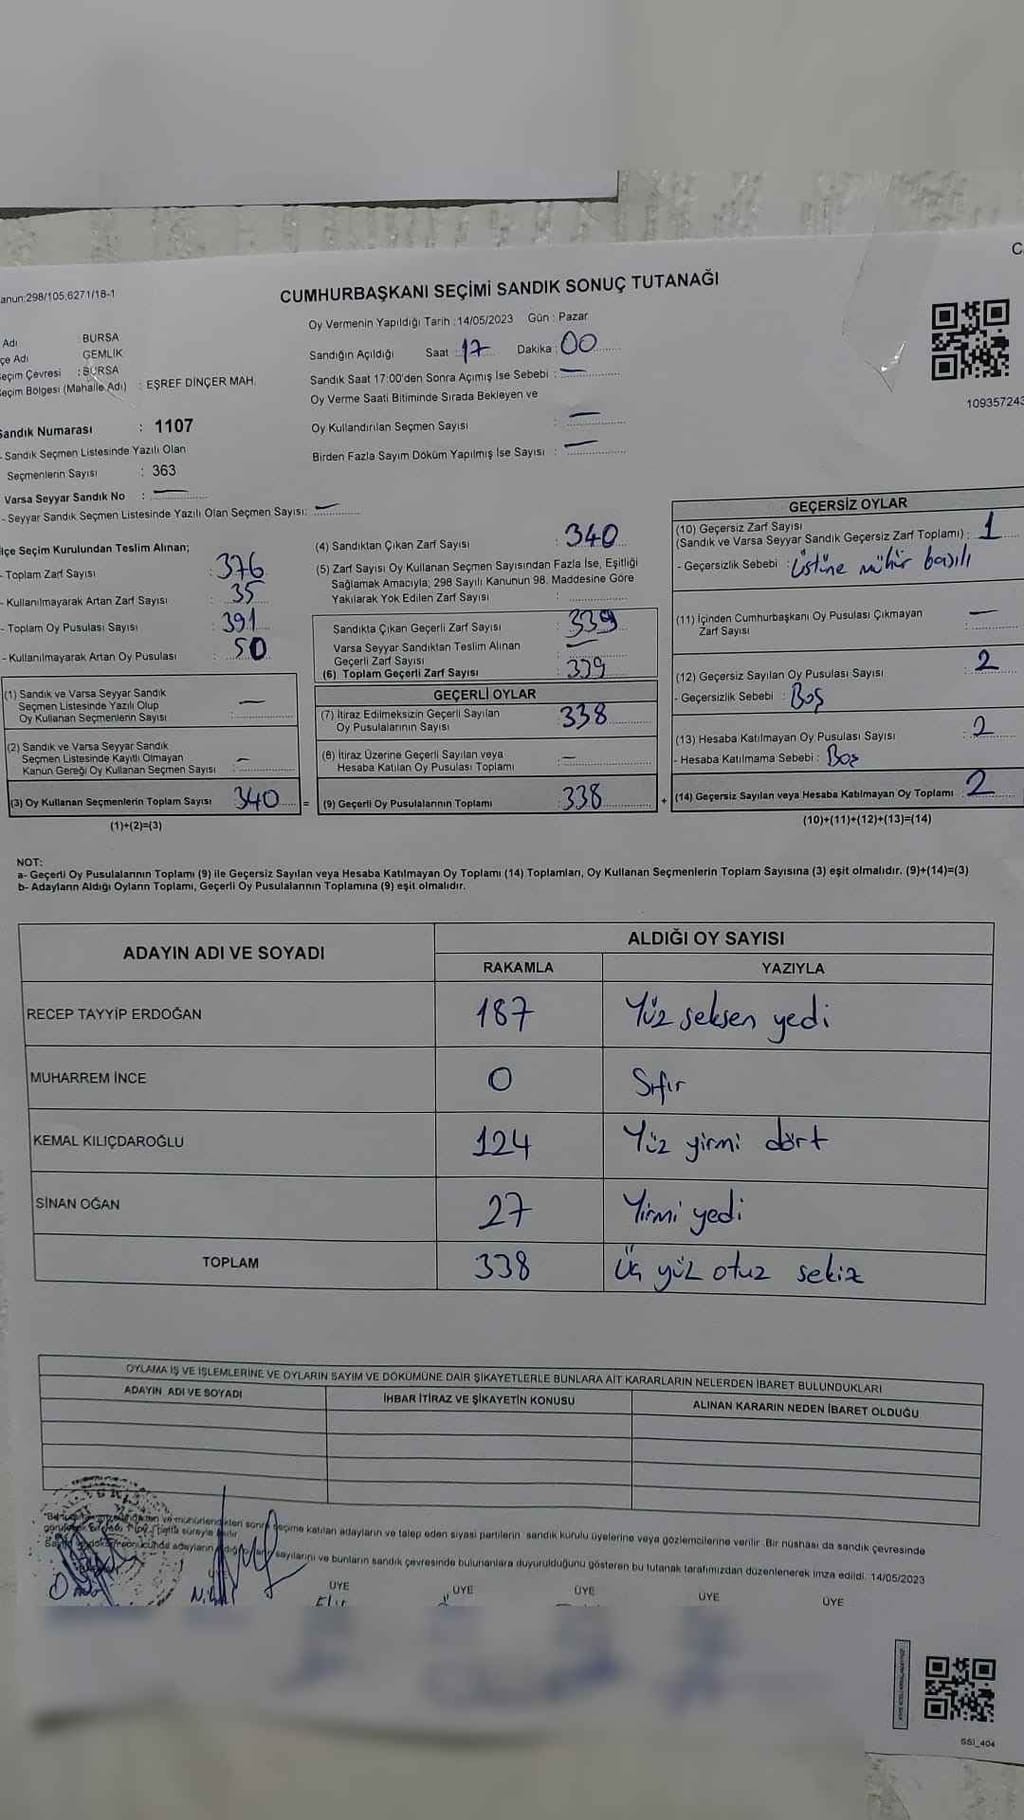 CUMHURBAŞKANI SEÇİMİ SANDIK SONUÇ TUTANAĞI
anun:298/105;6271/18-1
Oy Vermenin Yapıldığı Tarih :14/05/2023 Gün : Pazar
Adı BURSA
çe Adı GEMLİK
eçim Çevresi : BURSA
eçim Bölgesi (Mahalle Adı) : EŞREF DİNÇER MAH.
Sandık Numarası : 1107
- Sandık Seçmen Listesinde Yazılı Olan
Seçmenlerin Sayısı : 363
Varsa Seyyar Sandık No : —
- Seyyar Sandık Seçmen Listesinde Yazılı Olan Seçmen Sayısı: —
Sandığın Açıldığı Saat 17 Dakika : 00
Sandık Saat 17:00'den Sonra Açımış İse Sebebi : —
Oy Verme Saati Bitiminde Sırada Bekleyen ve
Oy Kullandırılan Seçmen Sayısı : —
Birden Fazla Sayım Döküm Yapılmış İse Sayısı : —
109357243
lçe Seçim Kurulundan Teslim Alınan;
- Toplam Zarf Sayısı : 376
- Kullanılmayarak Artan Zarf Sayısı : 35
- Toplam Oy Pusulası Sayısı : 391
- Kullanılmayarak Artan Oy Pusulası : 50
(1) Sandık ve Varsa Seyyar Sandık
Seçmen Listesinde Yazılı Olup
Oy Kullanan Seçmenlerin Sayısı : —
(2) Sandık ve Varsa Seyyar Sandık
Seçmen Listesinde Kayıtlı Olmayan
Kanun Gereği Oy Kullanan Seçmen Sayısı : —
(3) Oy Kullanan Seçmenlerin Toplam Sayısı 340 =
(1)+(2)=(3)
(4) Sandıktan Çıkan Zarf Sayısı : 340
(5) Zarf Sayısı Oy Kullanan Seçmen Sayısından Fazla İse, Eşitliği
Sağlamak Amacıyla; 298 Sayılı Kanunun 98. Maddesine Göre
Yakılarak Yok Edilen Zarf Sayısı :
Sandıkta Çıkan Geçerli Zarf Sayısı : 339
Varsa Seyyar Sandıktan Teslim Alınan
Geçerli Zarf Sayısı : —
(6) Toplam Geçerli Zarf Sayısı : 339
GEÇERLİ OYLAR
(7) İtiraz Edilmeksizin Geçerli Sayılan
Oy Pusulalarının Sayısı : 338
(8) İtiraz Üzerine Geçerli Sayılan veya
Hesaba Katılan Oy Pusulası Toplamı : —
(9) Geçerli Oy Pusulalarının Toplamı : 338 +
GEÇERSİZ OYLAR
(10) Geçersiz Zarf Sayısı
(Sandık ve Varsa Seyyar Sandık Geçersiz Zarf Toplamı) : 1
- Geçersizlik Sebebi : Üstüne mühür basılı
(11) İçinden Cumhurbaşkanı Oy Pusulası Çıkmayan
Zarf Sayısı : —
(12) Geçersiz Sayılan Oy Pusulası Sayısı : 2
- Geçersizlik Sebebi : Boş
(13) Hesaba Katılmayan Oy Pusulası Sayısı : 2
- Hesaba Katılmama Sebebi : Boş
(14) Geçersiz Sayılan veya Hesaba Katılmayan Oy Toplamı : 2
(10)+(11)+(12)+(13)=(14)
NOT:
a- Geçerli Oy Pusulalarının Toplamı (9) ile Geçersiz Sayılan veya Hesaba Katılmayan Oy Toplamı (14) Toplamları, Oy Kullanan Seçmenlerin Toplam Sayısına (3) eşit olmalıdır. (9)+(14)=(3)
b- Adayların Aldığı Oyların Toplamı, Geçerli Oy Pusulalarının Toplamına (9) eşit olmalıdır.
ADAYIN ADI VE SOYADI ALDIĞI OY SAYISI
RAKAMLA YAZIYLA
RECEP TAYYİP ERDOĞAN 187 Yüz seksen yedi
MUHARREM İNCE 0 Sıfır
KEMAL KILIÇDAROĞLU 124 Yüz yirmi dört
SİNAN OĞAN 27 Yirmi yedi
TOPLAM 338 Üç yüz otuz sekiz
OYLAMA İŞ VE İŞLEMLERİNE VE OYLARIN SAYIM VE DÖKÜMÜNE DAİR ŞİKAYETLERLE BUNLARA AİT KARARLARIN NELERDEN İBARET BULUNDUKLARI
ADAYIN ADI VE SOYADI İHBAR İTİRAZ VE ŞİKAYETİN KONUSU ALINAN KARARIN NEDEN İBARET OLDUĞU
ve mühürlendikten sonra seçime katılan adayların ve talep eden siyasi partilerin sandık kurulu üyelerine veya gözlemcilerine verilir. Bir nüshası da sandık çevresinde
süreyle asılır.
adayların sayılarını ve bunların sandık çevresinde bulunanlara duyurulduğunu gösteren bu tutanak tarafımızdan düzenlenerek imza edildi. 14/05/2023
ÜYE ÜYE ÜYE ÜYE ÜYE
SSİ_404